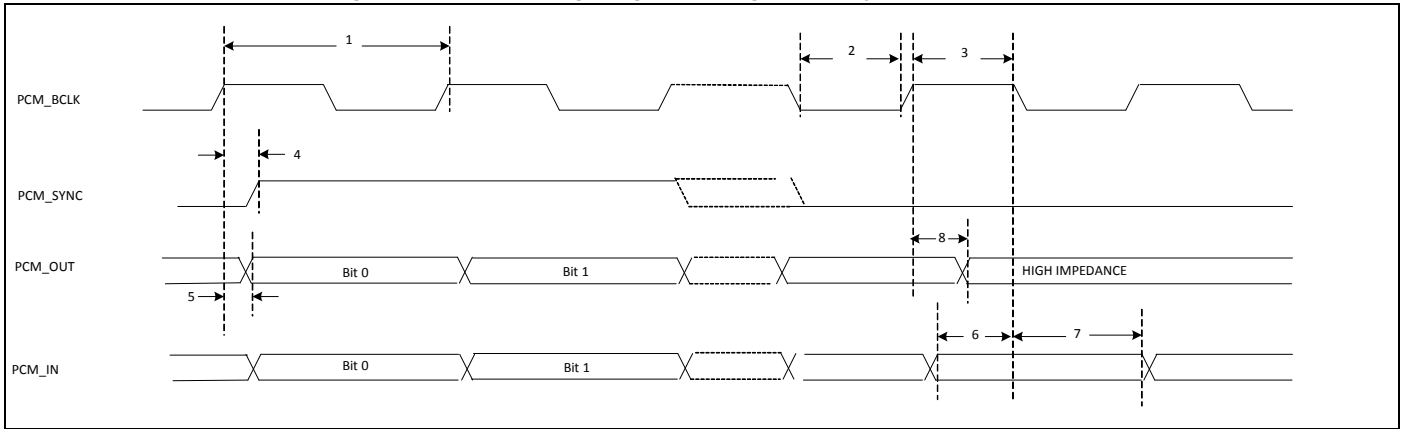 1
2
3
PCM_BCLK
4
PCM_SYNC
8
PCM_OUT
Bit 0
Bit 1
HIGH IMPEDANCE
5
6
7
PCM_IN
Bit 0
Bit 1